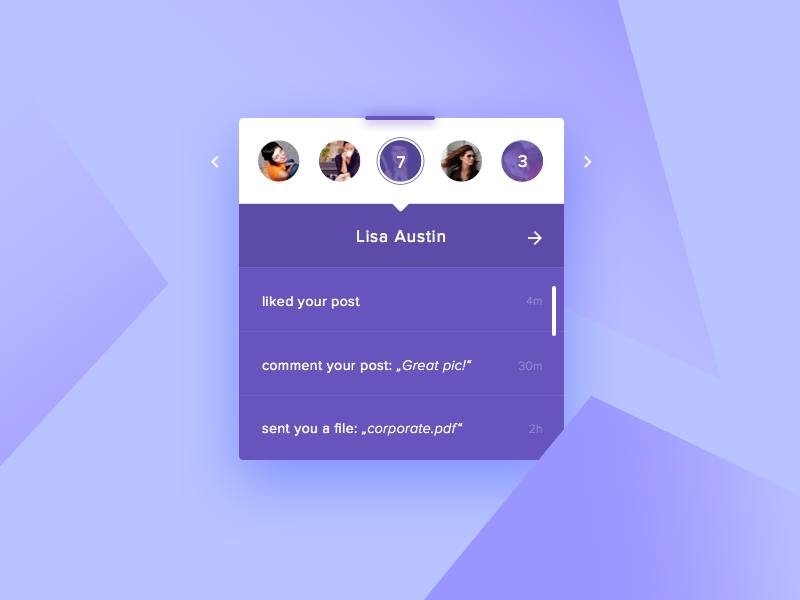 7
3
Lisa Austin
liked your post 4m
comment your post: „Great pic!“ 30m
sent you a file: „corporate.pdf“ 2h